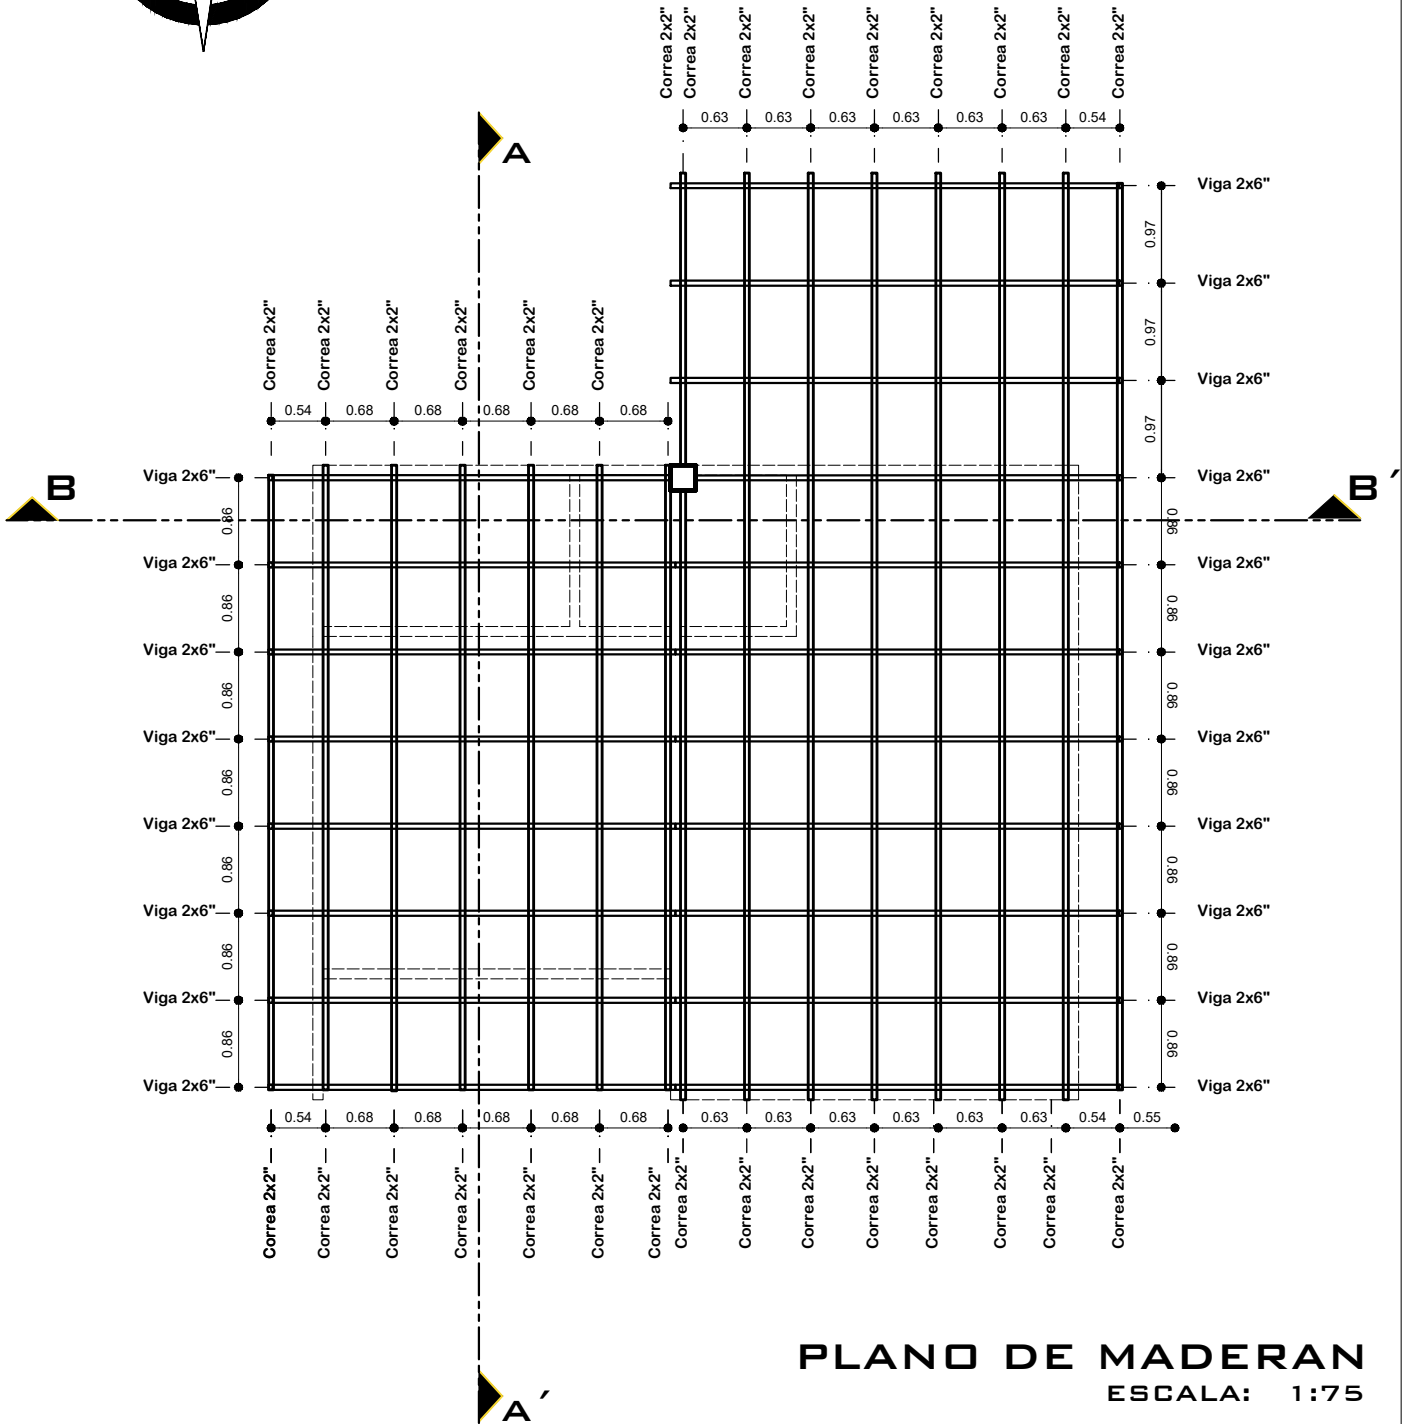 Correa 2x2" Correa 2x2" Correa 2x2" Correa 2x2" Correa 2x2" Correa 2x2" Correa 2x2" Correa 2x2" Correa 2x2"
0.63 0.63 0.63 0.63 0.63 0.63 0.54
A
Viga 2x6"
0.97
Viga 2x6"
0.97
Correa 2x2" Correa 2x2" Correa 2x2" Correa 2x2" Correa 2x2" Correa 2x2"
Viga 2x6"
0.54 0.68 0.68 0.68 0.68 0.68
0.97
Viga 2x6" Viga 2x6"
B B´
0.86 0.86
Viga 2x6" Viga 2x6"
0.86 0.86
Viga 2x6" Viga 2x6"
0.86 0.86
Viga 2x6" Viga 2x6"
0.86 0.86
Viga 2x6" Viga 2x6"
0.86 0.86
Viga 2x6" Viga 2x6"
0.86 0.86
Viga 2x6" Viga 2x6"
0.86 0.86
Viga 2x6" Viga 2x6"
0.54 0.68 0.68 0.68 0.68 0.68 0.63 0.63 0.63 0.63 0.63 0.63 0.54 0.55
Correa 2x2" Correa 2x2" Correa 2x2" Correa 2x2" Correa 2x2" Correa 2x2" Correa 2x2" Correa 2x2" Correa 2x2" Correa 2x2" Correa 2x2" Correa 2x2" Correa 2x2" Correa 2x2" Correa 2x2"
PLANO DE MADERAN
ESCALA: 1:75
A´